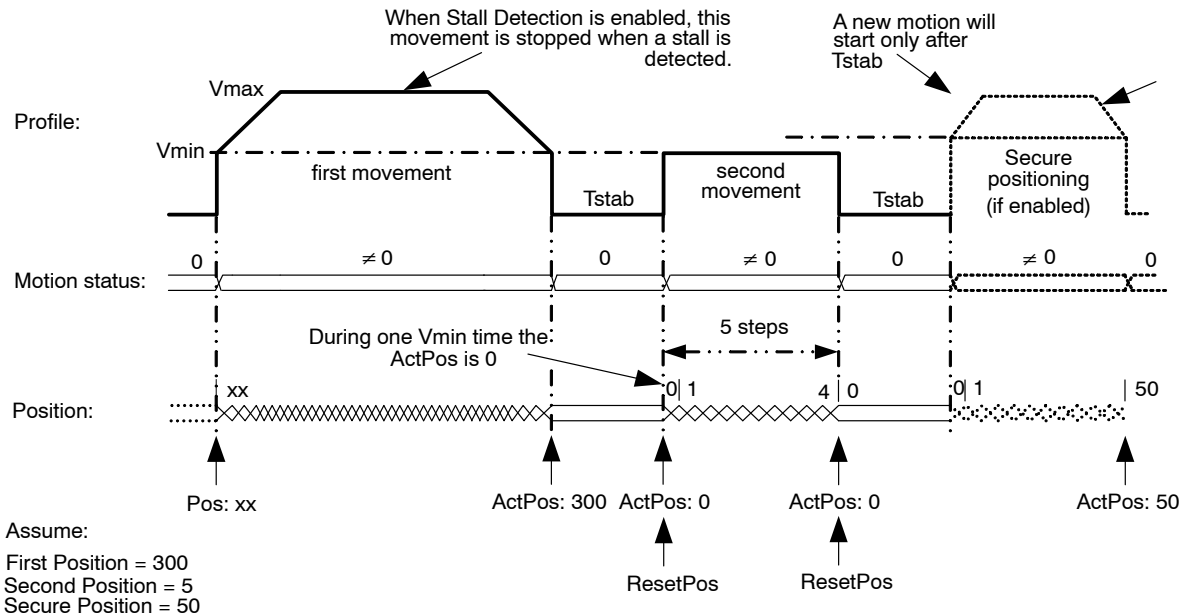 When Stall Detection is enabled, this
movement is stopped when a stall is
detected.
A new motion will
start only after
Tstab
Profile:
Vmax
Vmin
first movement
Tstab
second
movement
Tstab
Secure
positioning
(if enabled)
Motion status:
0
≠ 0
0
≠ 0
0
≠ 0
0
During one Vmin time the
ActPos is 0
5 steps
Position:
xx
0 1
4 0
0 1
50
Pos: xx
ActPos: 300
ActPos: 0
ActPos: 0
ActPos: 50
ResetPos
ResetPos
Assume:
First Position = 300
Second Position = 5
Secure Position = 50